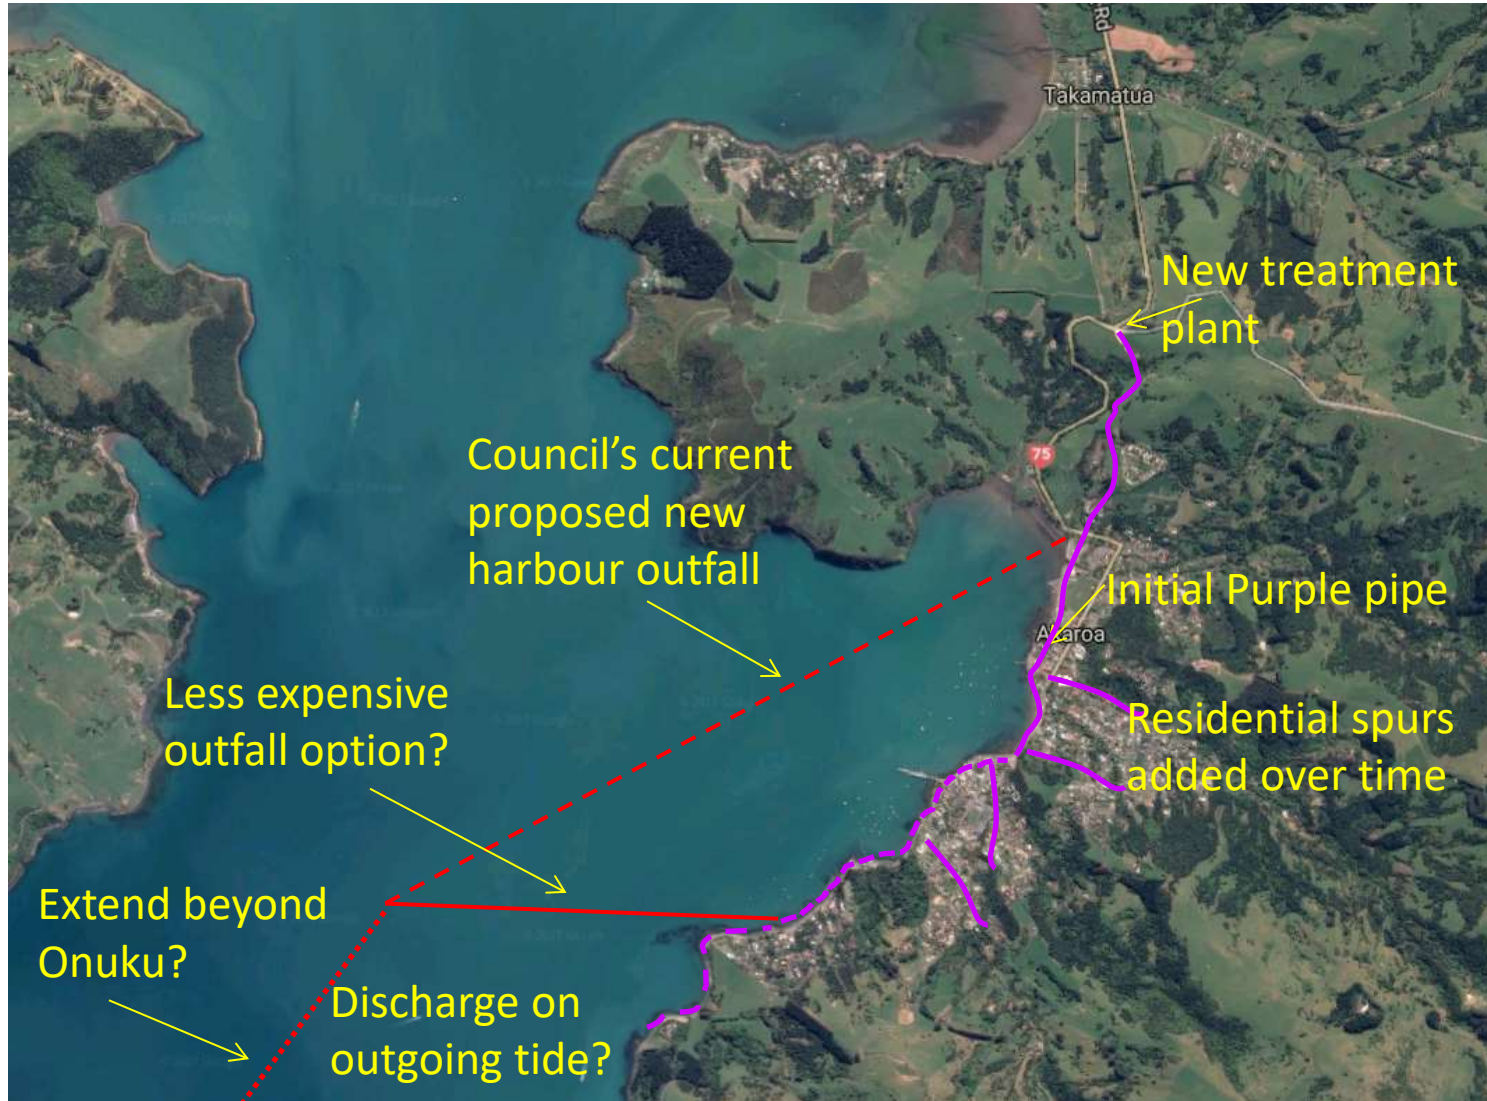 -Rd
Takamatua
New treatment
plant
Council's current
proposed new
harbour outfall
75
Initial Purple pipe
Akaroa
Less expensive
outfall option?
Residential spurs
added over time
Extend beyond
Onuku?
Discharge on
outgoing tide?